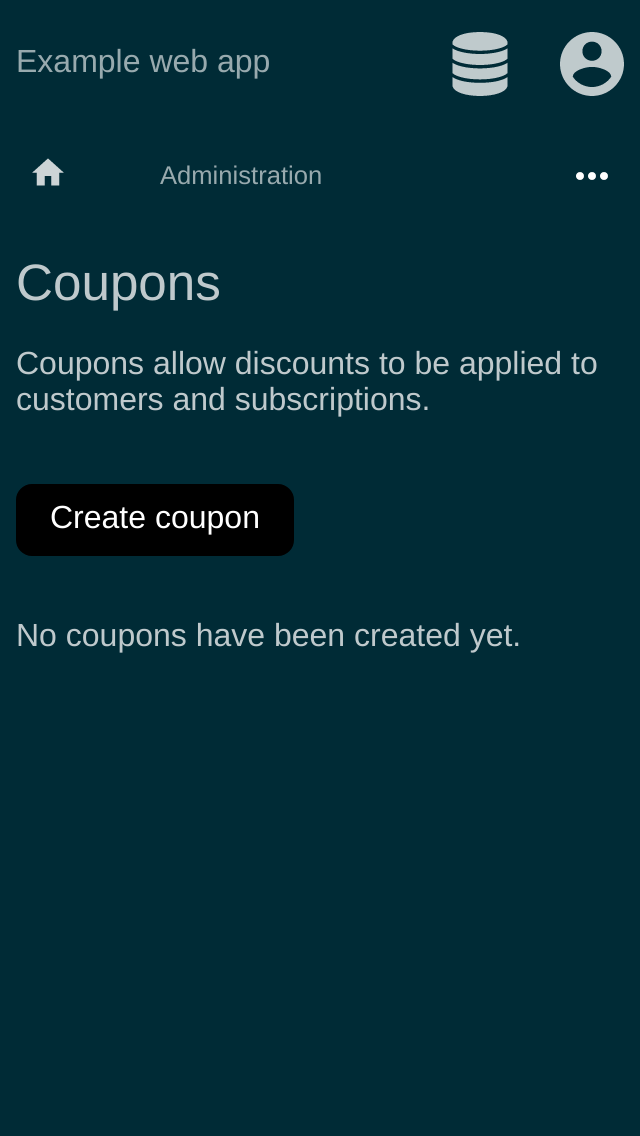 Example web app
Administration
Coupons
Coupons allow discounts to be applied to
customers and subscriptions.
Create coupon
No coupons have been created yet.